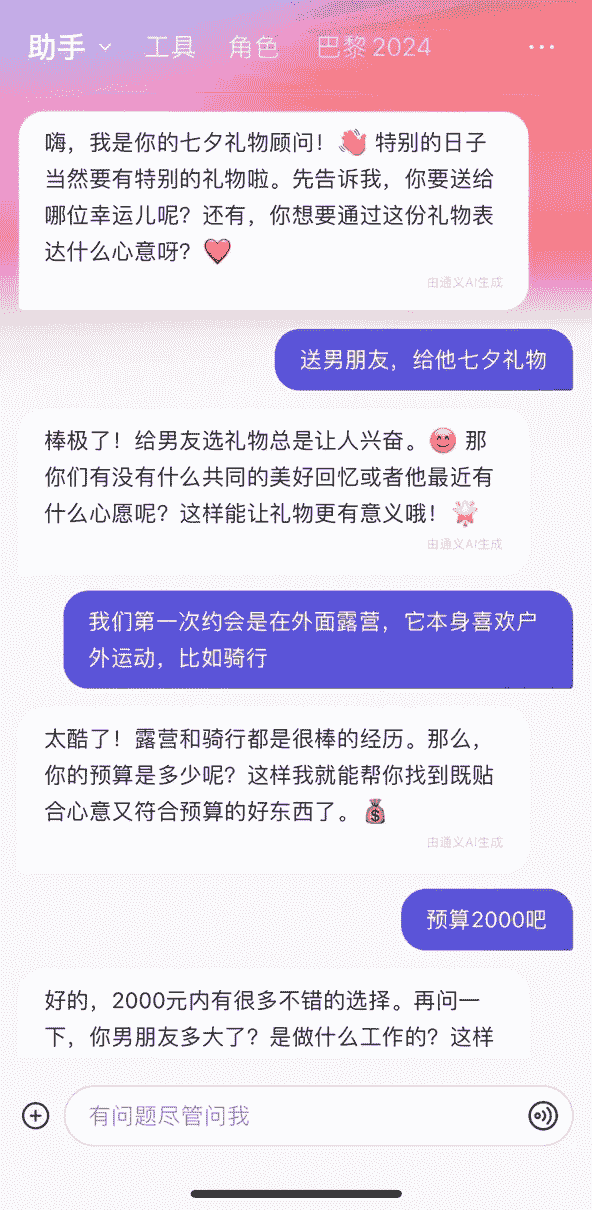 助手 工具 角色 巴黎2024
嗨，我是你的七夕礼物顾问！👋 特别的日子
当然要有特别的礼物啦。先告诉我，你要送给
哪位幸运儿呢？还有，你想要通过这份礼物表
达什么心意呀？❤️
由通义AI生成
送男朋友，给他七夕礼物
棒极了！给男友选礼物总是让人兴奋。😊 那
你们有没有什么共同的美好回忆或者他最近有
什么心愿呢？这样能让礼物更有意义哦！🌟
由通义AI生成
我们第一次约会是在外面露营，它本身喜欢户
外运动，比如骑行
太酷了！露营和骑行都是很棒的经历。那么，
你的预算是多少呢？这样我就能帮你找到既贴
合心意又符合预算的好东西了。💰
由通义AI生成
预算2000吧
好的，2000元内有很多不错的选择。再问一
下，你男朋友多大了？是做什么工作的？这样
有问题尽管问我